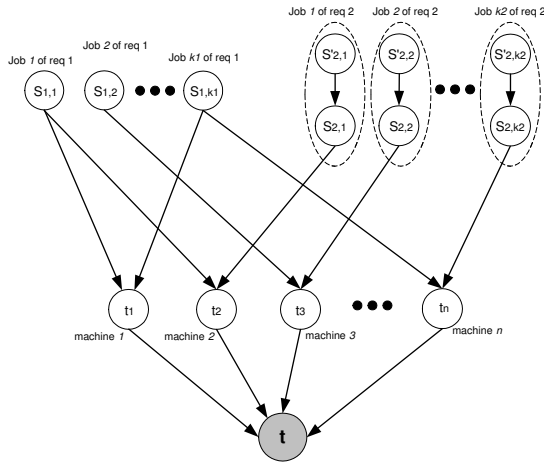 Job 1 of req 2 Job 2 of req 2 Job k2 of req 2
Job 1 of req 1 Job 2 of req 1 Job k1 of req 1
S'2,1 S'2,2 S'2,k2
S1,1 S1,2 S1,k1
S2,1 S2,2 S2,k2
t1 t2 t3 tn
machine 1 machine 2 machine 3 machine n
t